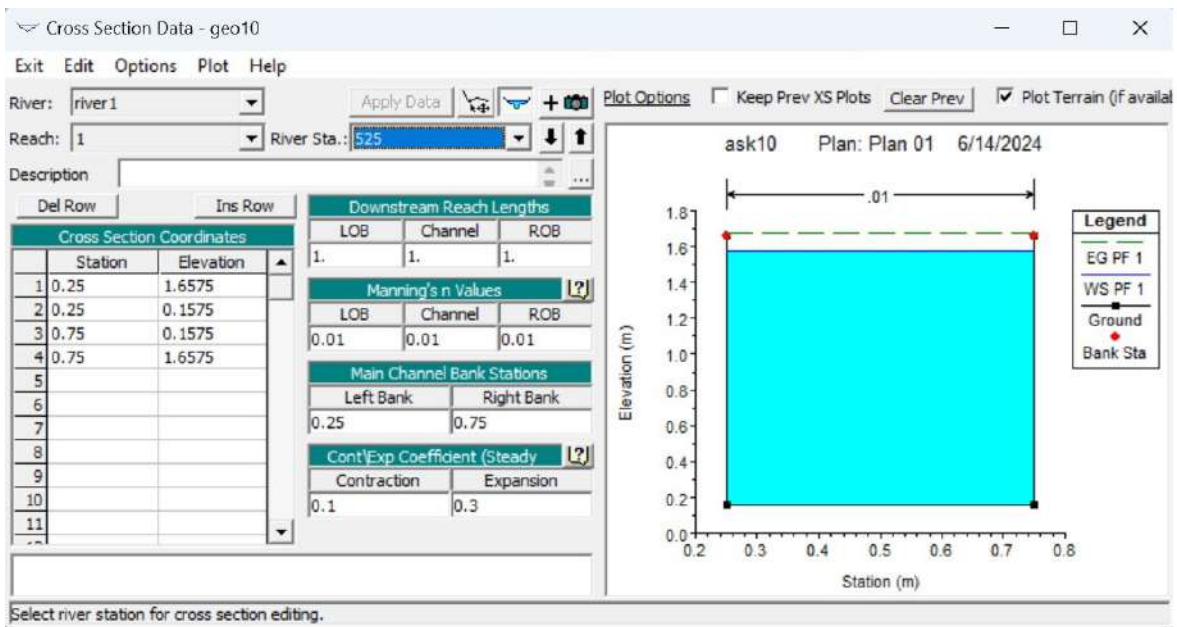 Cross Section Data - geo10
Exit Edit Options Plot Help
River: river1 Apply Data
Reach: 1 River Sta.: 525
Description ...
Del Row Ins Row
Cross Section Coordinates
Station Elevation
1 0.25 1.6575
2 0.25 0.1575
3 0.75 0.1575
4 0.75 1.6575
5
6
7
8
9
10
11
Downstream Reach Lengths
LOB Channel ROB
1. 1. 1.
Manning's n Values
LOB Channel ROB
0.01 0.01 0.01
Main Channel Bank Stations
Left Bank Right Bank
0.25 0.75
Cont\Exp Coefficient (Steady
Contraction Expansion
0.1 0.3
Select river station for cross section editing.
Plot Options Keep Prev XS Plots Clear Prev Plot Terrain (if availal
ask10 Plan: Plan 01 6/14/2024
.01
1.8
1.6
1.4
1.2
1.0
0.8
0.6
0.4
0.2
0.0
Elevation (m)
0.2 0.3 0.4 0.5 0.6 0.7 0.8
Station (m)
Legend
EG PF 1
WS PF 1
Ground
Bank Sta